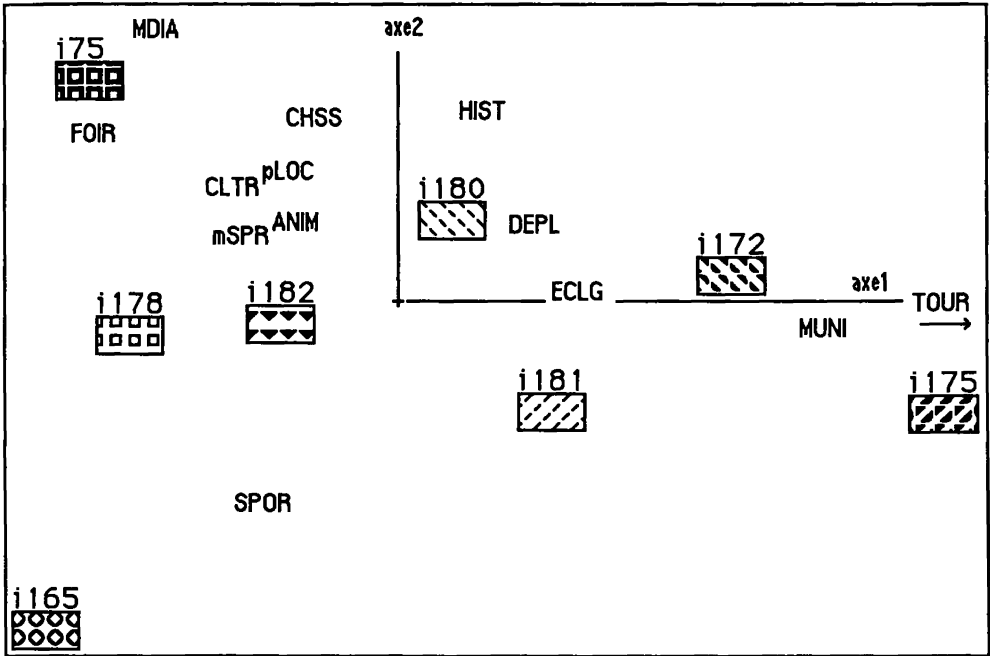 MDIA
axe2
i75
CHSS
HIST
FOIR
pLOC
CLTR
i180
ANIM
mSPR
DEPL
i172
i178
i182
ECLG
axe1
TOUR
MUNI
i181
i175
SPOR
i165